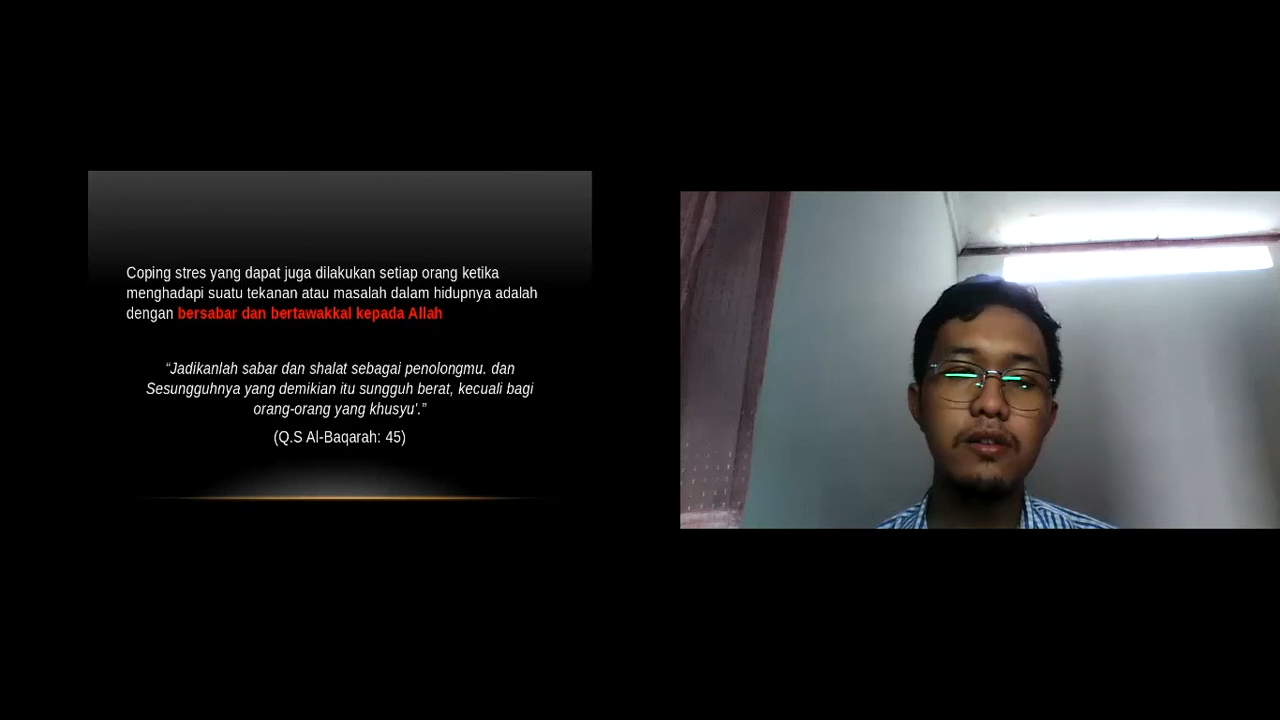 Coping stres yang dapat juga dilakukan setiap orang ketika
menghadapi suatu tekanan atau masalah dalam hidupnya adalah
dengan bersabar dan bertawakkal kepada Allah
“Jadikanlah sabar dan shalat sebagai penolongmu. dan
Sesungguhnya yang demikian itu sungguh berat, kecuali bagi
orang-orang yang khusyu'.”
(Q.S Al-Baqarah: 45)